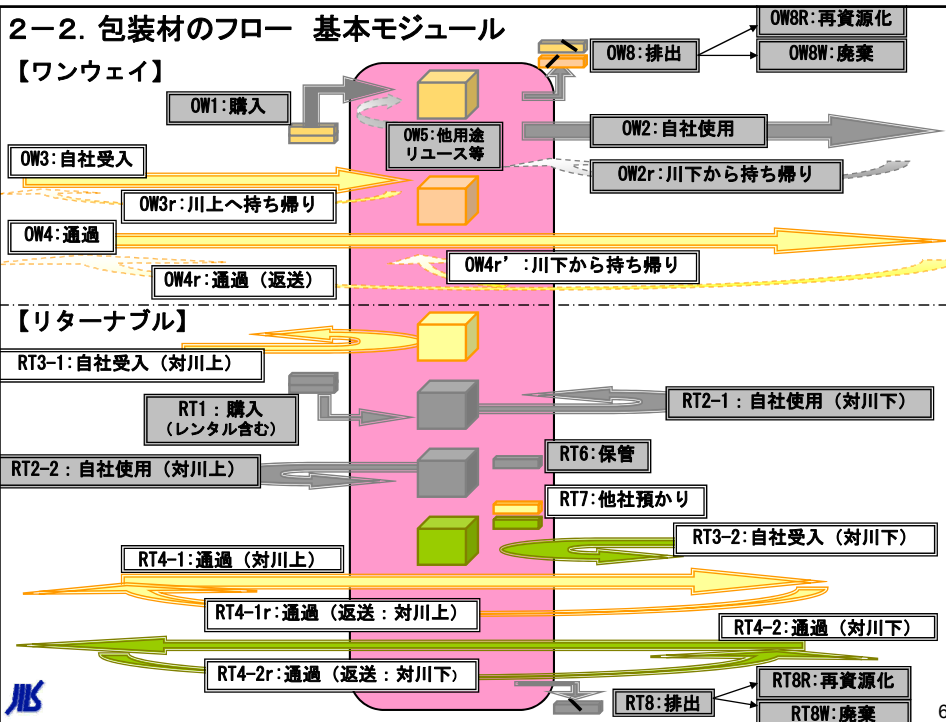 2-2. 包装材のフロー 基本モジュール
【ワンウェイ】
OW8R:再資源化
OW8:排出
OW8W:廃棄
OW1:購入
OW5:他用途
リユース等
OW2:自社使用
OW3:自社受入
OW2r:川下から持ち帰り
OW3r:川上へ持ち帰り
OW4:通過
OW4r:通過(返送)
OW4r’:川下から持ち帰り
【リターナブル】
RT3-1:自社受入(対川上)
RT1:購入
(レンタル含む)
RT2-1:自社使用(対川下)
RT2-2:自社使用(対川上)
RT6:保管
RT7:他社預かり
RT3-2:自社受入(対川下)
RT4-1:通過(対川上)
RT4-1r:通過(返送:対川上)
RT4-2:通過(対川下)
RT4-2r:通過(返送:対川下)
RT8R:再資源化
RT8:排出
RT8W:廃棄
JILS
6